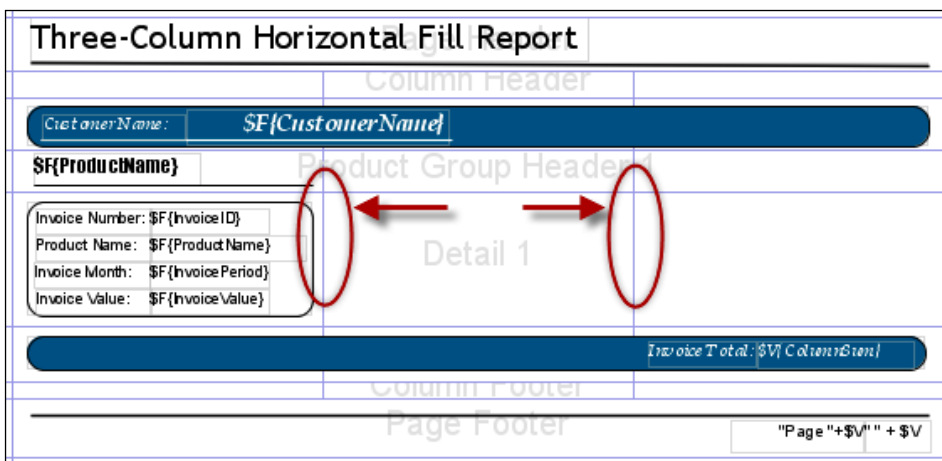 Three-Column Horizontal Fill Report
Page Header
Column Header
CustomerName: $F{CustomerName}
$F{ProductName}
Product Group Header 1
Invoice Number: $F{InvoiceID}
Product Name: $F{ProductName}
Invoice Month: $F{InvoicePeriod}
Invoice Value: $F{InvoiceValue}
Detail 1
Invoice Total: $V{ColumnSum}
Column Footer
Page Footer
"Page "+$V" " + $V